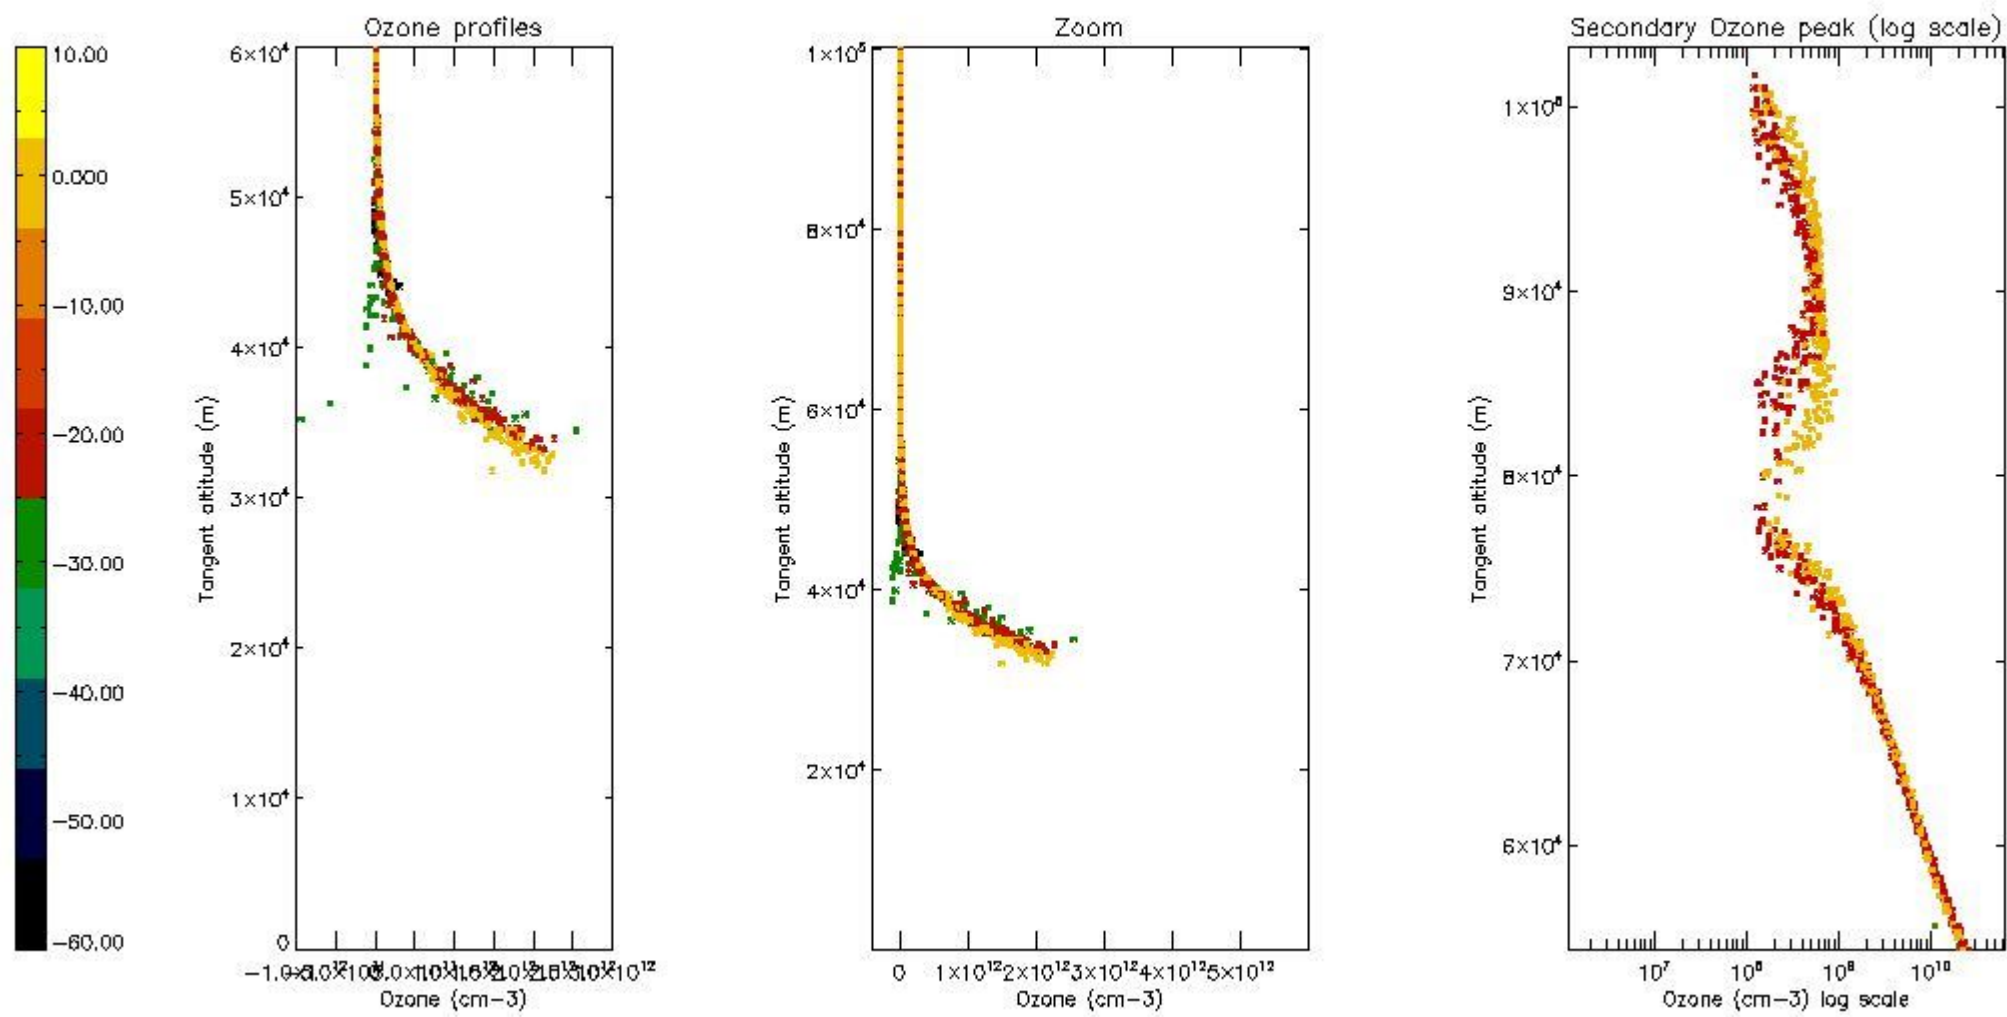 Ozone profiles
Zoom
Secondary Ozone peak (log scale)
10.00
0.000
−10.00
−20.00
−30.00
−40.00
−50.00
−60.00
6×10⁴
5×10⁴
4×10⁴
3×10⁴
2×10⁴
1×10⁴
0
Tangent altitude (m)
Ozone (cm−3)
1×10⁵
8×10⁴
6×10⁴
4×10⁴
2×10⁴
Tangent altitude (m)
0 1×10¹² 2×10¹² 3×10¹² 4×10¹² 5×10¹²
Ozone (cm−3)
1×10⁵
9×10⁴
8×10⁴
7×10⁴
6×10⁴
Tangent altitude (m)
10⁷ 10⁸ 10⁹ 10¹⁰
Ozone (cm−3) log scale